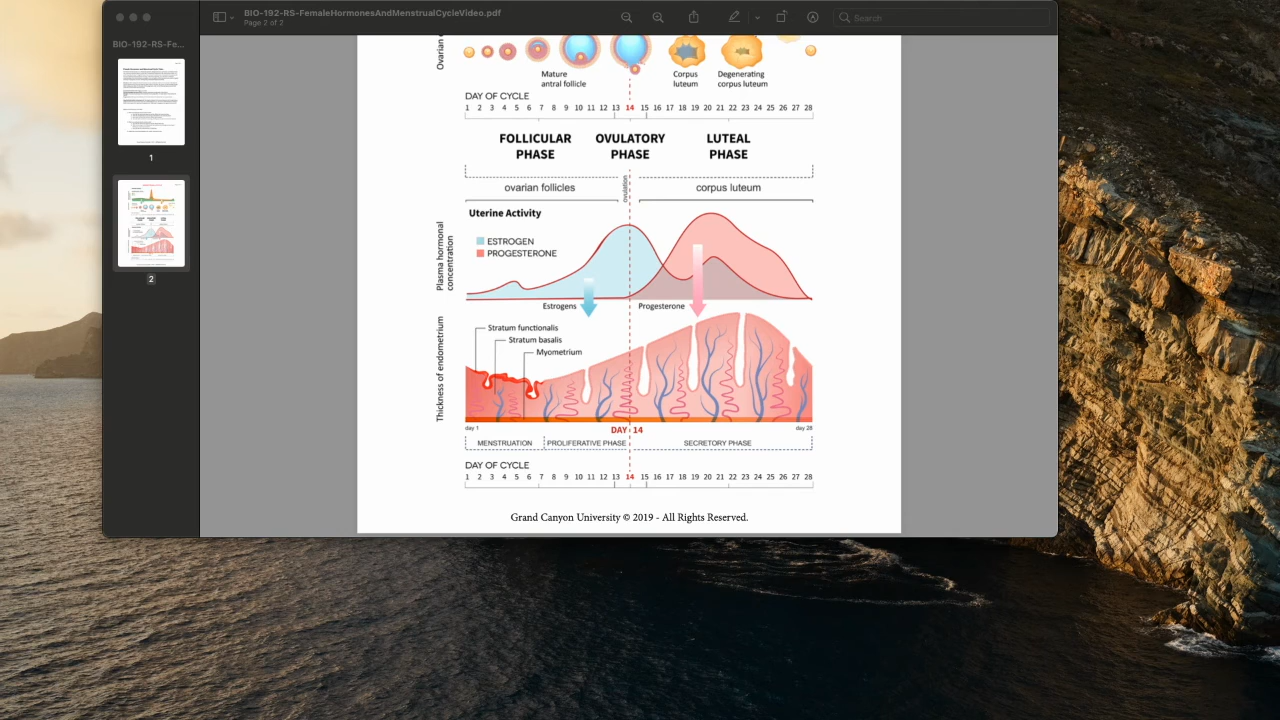 BIO-192-RS-FemaleHormonesAndMenstrualCycleVideo.pdf
Page 2 of 2
Search
BIO-192-RS-Fe...
1
2
Ovarian
Mature
antral follicle
Corpus
luteum
Degenerating
corpus luteum
DAY OF CYCLE
1 2 3 4 5 6 7 8 9 10 11 12 13 14 15 16 17 18 19 20 21 22 23 24 25 26 27 28
FOLLICULAR
PHASE
OVULATORY
PHASE
LUTEAL
PHASE
ovarian follicles
ovulation
corpus luteum
Uterine Activity
Plasma hormonal
concentration
ESTROGEN
PROGESTERONE
Estrogens
Progesterone
Thickness of endometrium
Stratum functionalis
Stratum basalis
Myometrium
day 1
DAY 14
day 28
MENSTRUATION
PROLIFERATIVE PHASE
SECRETORY PHASE
DAY OF CYCLE
1 2 3 4 5 6 7 8 9 10 11 12 13 14 15 16 17 18 19 20 21 22 23 24 25 26 27 28
Grand Canyon University © 2019 - All Rights Reserved.